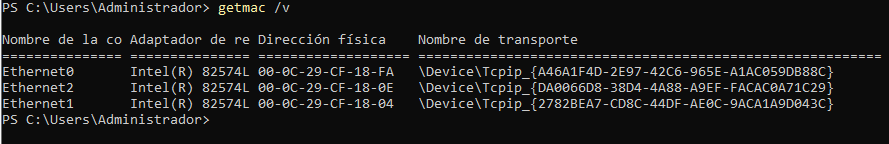 PS C:\Users\Administrador> getmac /v
Nombre de la co Adaptador de re Dirección física    Nombre de transporte
=============== =============== =================== ==========================================================
Ethernet0       Intel(R) 82574L 00-0C-29-CF-18-FA   \Device\Tcpip_{A46A1F4D-2E97-42C6-965E-A1AC059DB88C}
Ethernet2       Intel(R) 82574L 00-0C-29-CF-18-0E   \Device\Tcpip_{DA0066D8-38D4-4A88-A9EF-FACAC0A71C29}
Ethernet1       Intel(R) 82574L 00-0C-29-CF-18-04   \Device\Tcpip_{2782BEA7-CD8C-44DF-AE0C-9ACA1A9D043C}
PS C:\Users\Administrador>